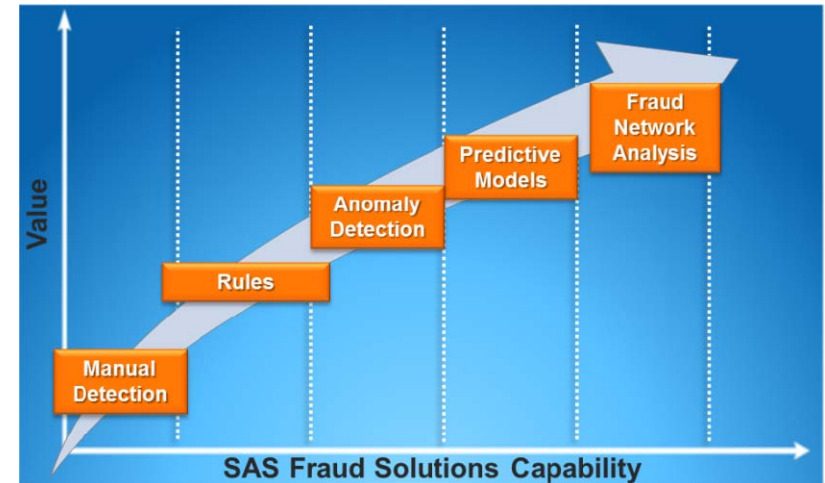 Fraud
Network
Analysis
Predictive
Models
Anomaly
Detection
Rules
Manual
Detection
Value
SAS Fraud Solutions Capability